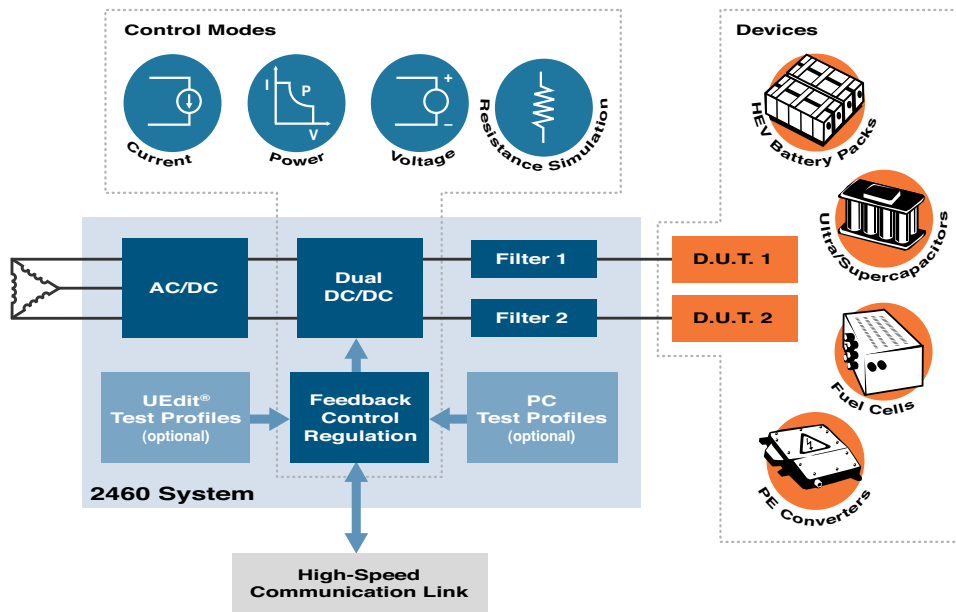 Control Modes
Devices
I
P
V
+
–
Current
Power
Voltage
Resistance Simulation
HEV Battery Packs
Ultra/Supercapacitors
Fuel Cells
PE Converters
AC/DC
Dual
DC/DC
Filter 1
Filter 2
D.U.T. 1
D.U.T. 2
UEdit®
Test Profiles
(optional)
Feedback
Control
Regulation
PC
Test Profiles
(optional)
2460 System
High-Speed
Communication Link